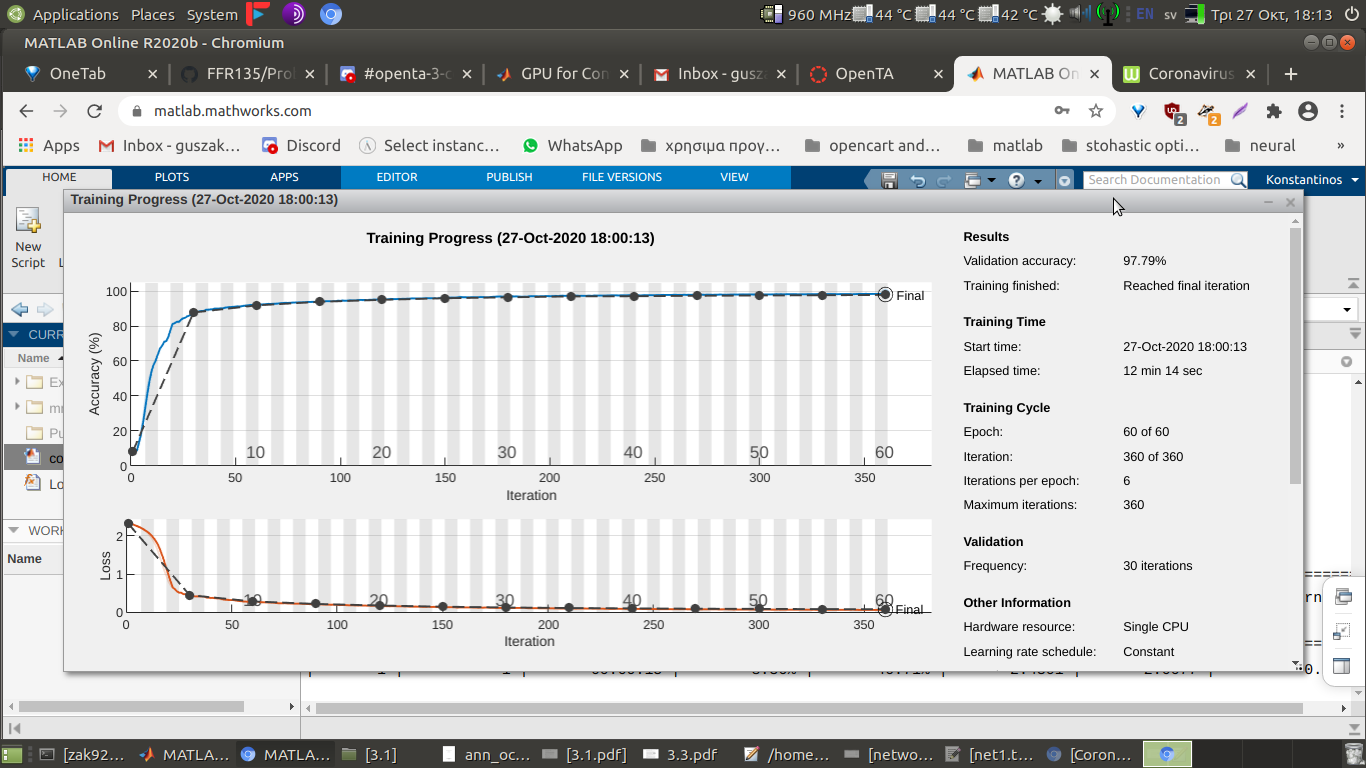 Applications Places System 960 MHz 44 °C 44 °C 42 °C EN sv Τρι 27 Οκτ, 18:13
MATLAB Online R2020b - Chromium
OneTab FFR135/Pro #openta-3- GPU for Con Inbox - gusz OpenTA MATLAB On Coronavirus
matlab.mathworks.com
2 2
Apps Inbox - guszak... Discord Select instanc... WhatsApp χρησιμα προγ... opencart and... matlab stohastic opti... neural »
HOME PLOTS APPS EDITOR PUBLISH FILE VERSIONS VIEW Search Documentation Konstantinos
Training Progress (27-Oct-2020 18:00:13)
New
Script
CURR
Name
Ex
Pu
co
Lo
WORK
Name
Training Progress (27-Oct-2020 18:00:13)
Accuracy (%)
100
80
60
40
20
0
10 20 30 40 50 60
Final
0 50 100 150 200 250 300 350
Iteration
Loss
2
1
0
10 20 30 40 50 60
Final
0 50 100 150 200 250 300 350
Iteration
Results
Validation accuracy: 97.79%
Training finished: Reached final iteration
Training Time
Start time: 27-Oct-2020 18:00:13
Elapsed time: 12 min 14 sec
Training Cycle
Epoch: 60 of 60
Iteration: 360 of 360
Iterations per epoch: 6
Maximum iterations: 360
Validation
Frequency: 30 iterations
Other Information
Hardware resource: Single CPU
Learning rate schedule: Constant
[zak92... MATLA... MATLA... [3.1] ann_oc... [3.1.pdf] 3.3.pdf /home... [netwo... [net1.t... [Coron...